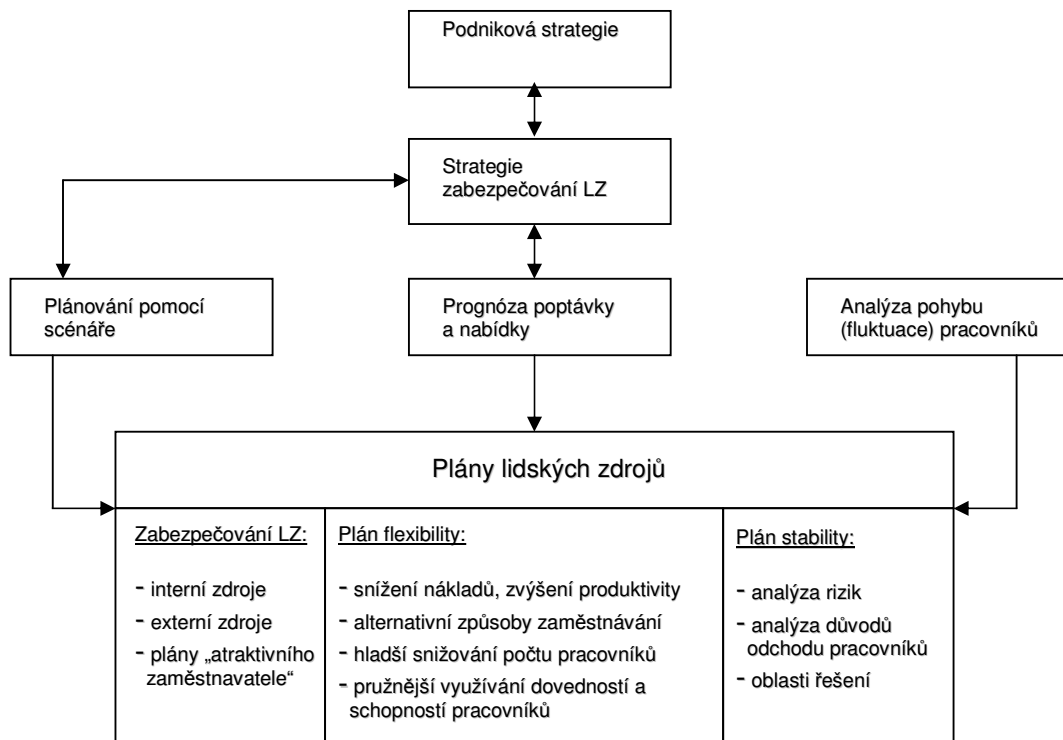 Podniková strategie
Strategie
zabezpečování LZ
Plánování pomocí
scénáře
Prognóza poptávky
a nabídky
Analýza pohybu
(fluktuace) pracovníků
Plány lidských zdrojů
Zabezpečování LZ:
- interní zdroje
- externí zdroje
- plány „atraktivního
zaměstnavatele“
Plán flexibility:
- snížení nákladů, zvýšení produktivity
- alternativní způsoby zaměstnávání
- hladší snižování počtu pracovníků
- pružnější využívání dovedností a
schopností pracovníků
Plán stability:
- analýza rizik
- analýza důvodů
odchodu pracovníků
- oblasti řešení